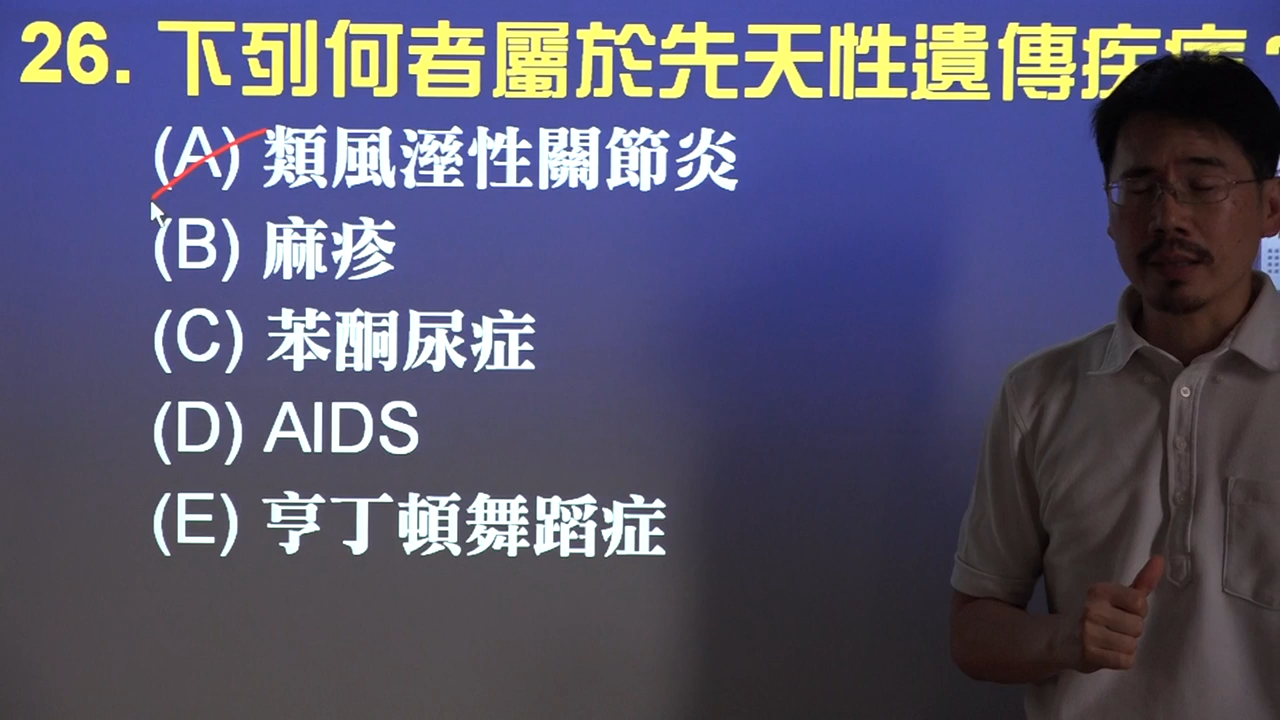 26. 下列何者屬於先天性遺傳疾病?
(A) 類風溼性關節炎
(B) 麻疹
(C) 苯酮尿症
(D) AIDS
(E) 亨丁頓舞蹈症